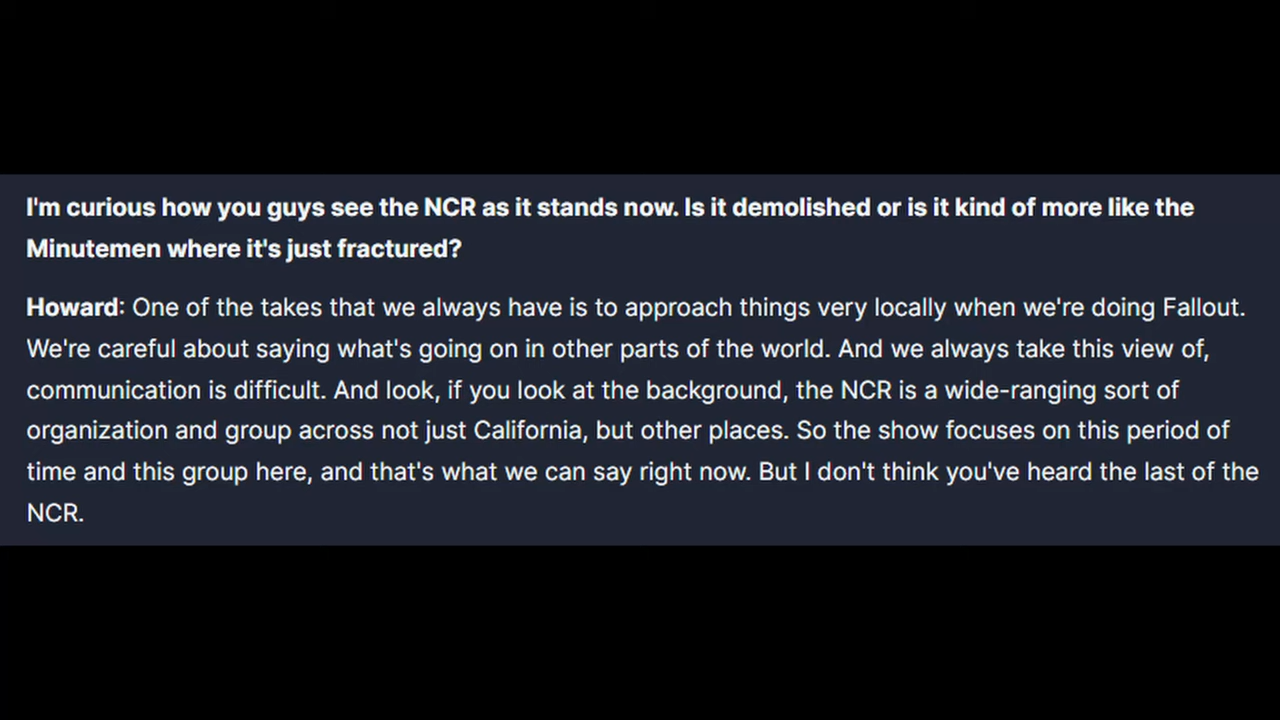 I'm curious how you guys see the NCR as it stands now. Is it demolished or is it kind of more like the
Minutemen where it's just fractured?
Howard: One of the takes that we always have is to approach things very locally when we're doing Fallout.
We're careful about saying what's going on in other parts of the world. And we always take this view of,
communication is difficult. And look, if you look at the background, the NCR is a wide-ranging sort of
organization and group across not just California, but other places. So the show focuses on this period of
time and this group here, and that's what we can say right now. But I don't think you've heard the last of the
NCR.